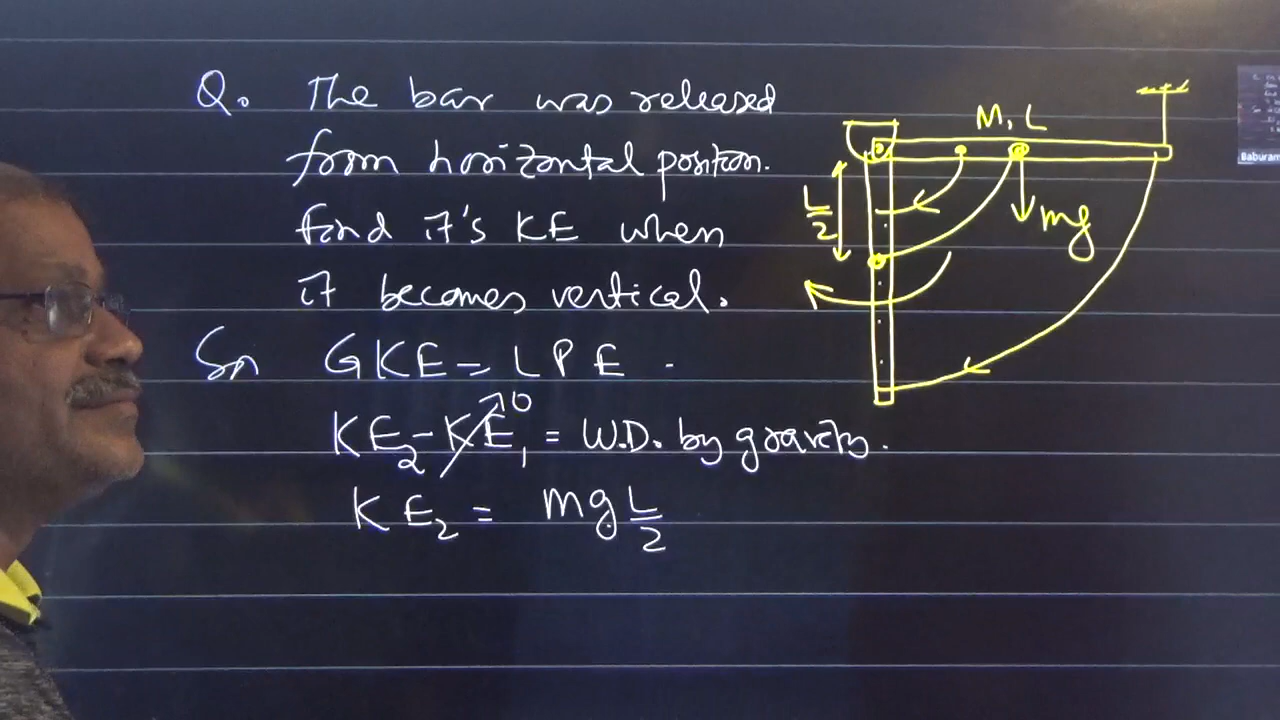 Q. The bar was released
from horizontal position.
find it's KE when
it becomes vertical.
Sn GKE = LPE.
KE₂ - KE₁ → 0 = W.D. by gravity.
KE₂ = mg L/2
M, L
L/2
mg
Baburam